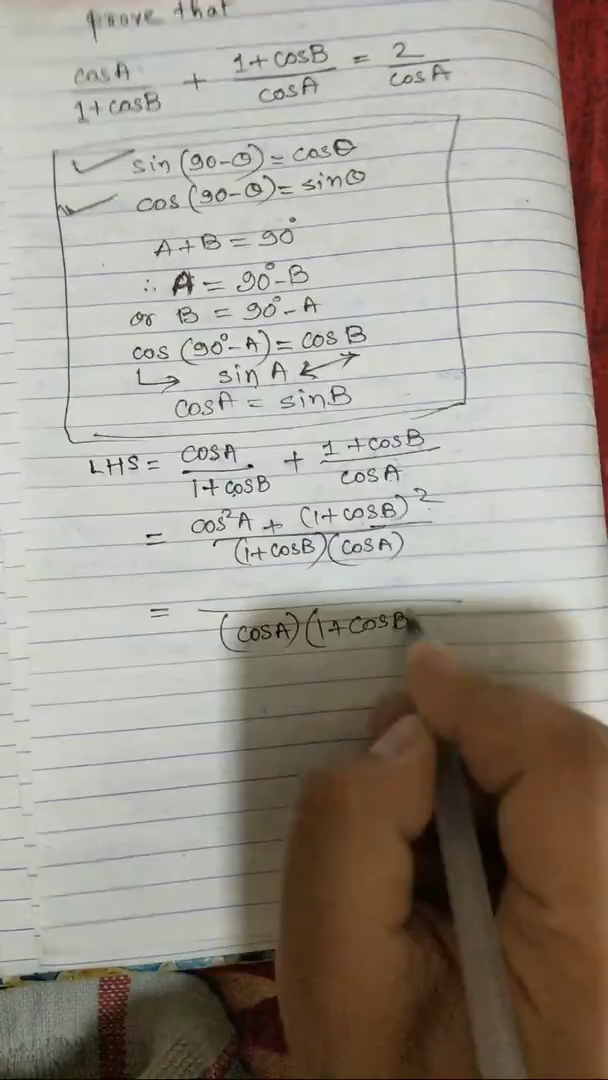 prove that
cosA/1+cosB + 1+cosB/cosA = 2/cosA
sin(90-θ)=cosθ
cos(90-θ)=sinθ
A+B=90°
∴ A = 90°-B
or B = 90°-A
cos(90°-A)=cosB
↳ sinA ↙↗
cosA = sinB
LHS = cosA/1+cosB + 1+cosB/cosA
= cos²A + (1+cosB)²/(1+cosB)(cosA)
= /(cosA)(1+cosB